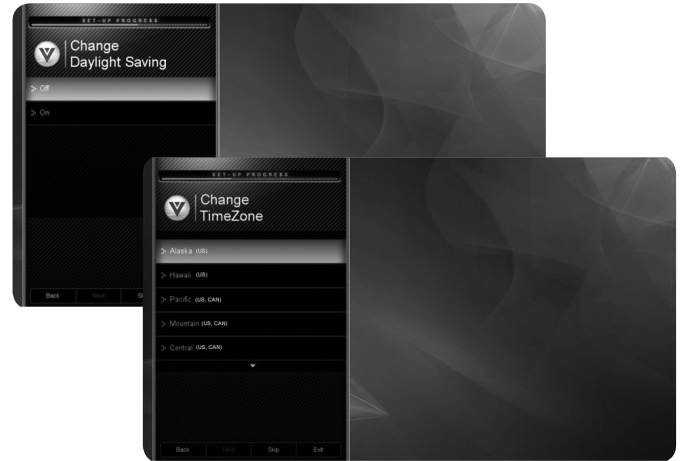 SET-UP PROGRESS
Change
Daylight Saving
> Off
> On
Back Next
SET-UP PROGRESS
Change
TimeZone
> Alaska (US)
> Hawaii (US)
> Pacific (US, CAN)
> Mountain (US, CAN)
> Central (US, CAN)
Back Next Skip Exit